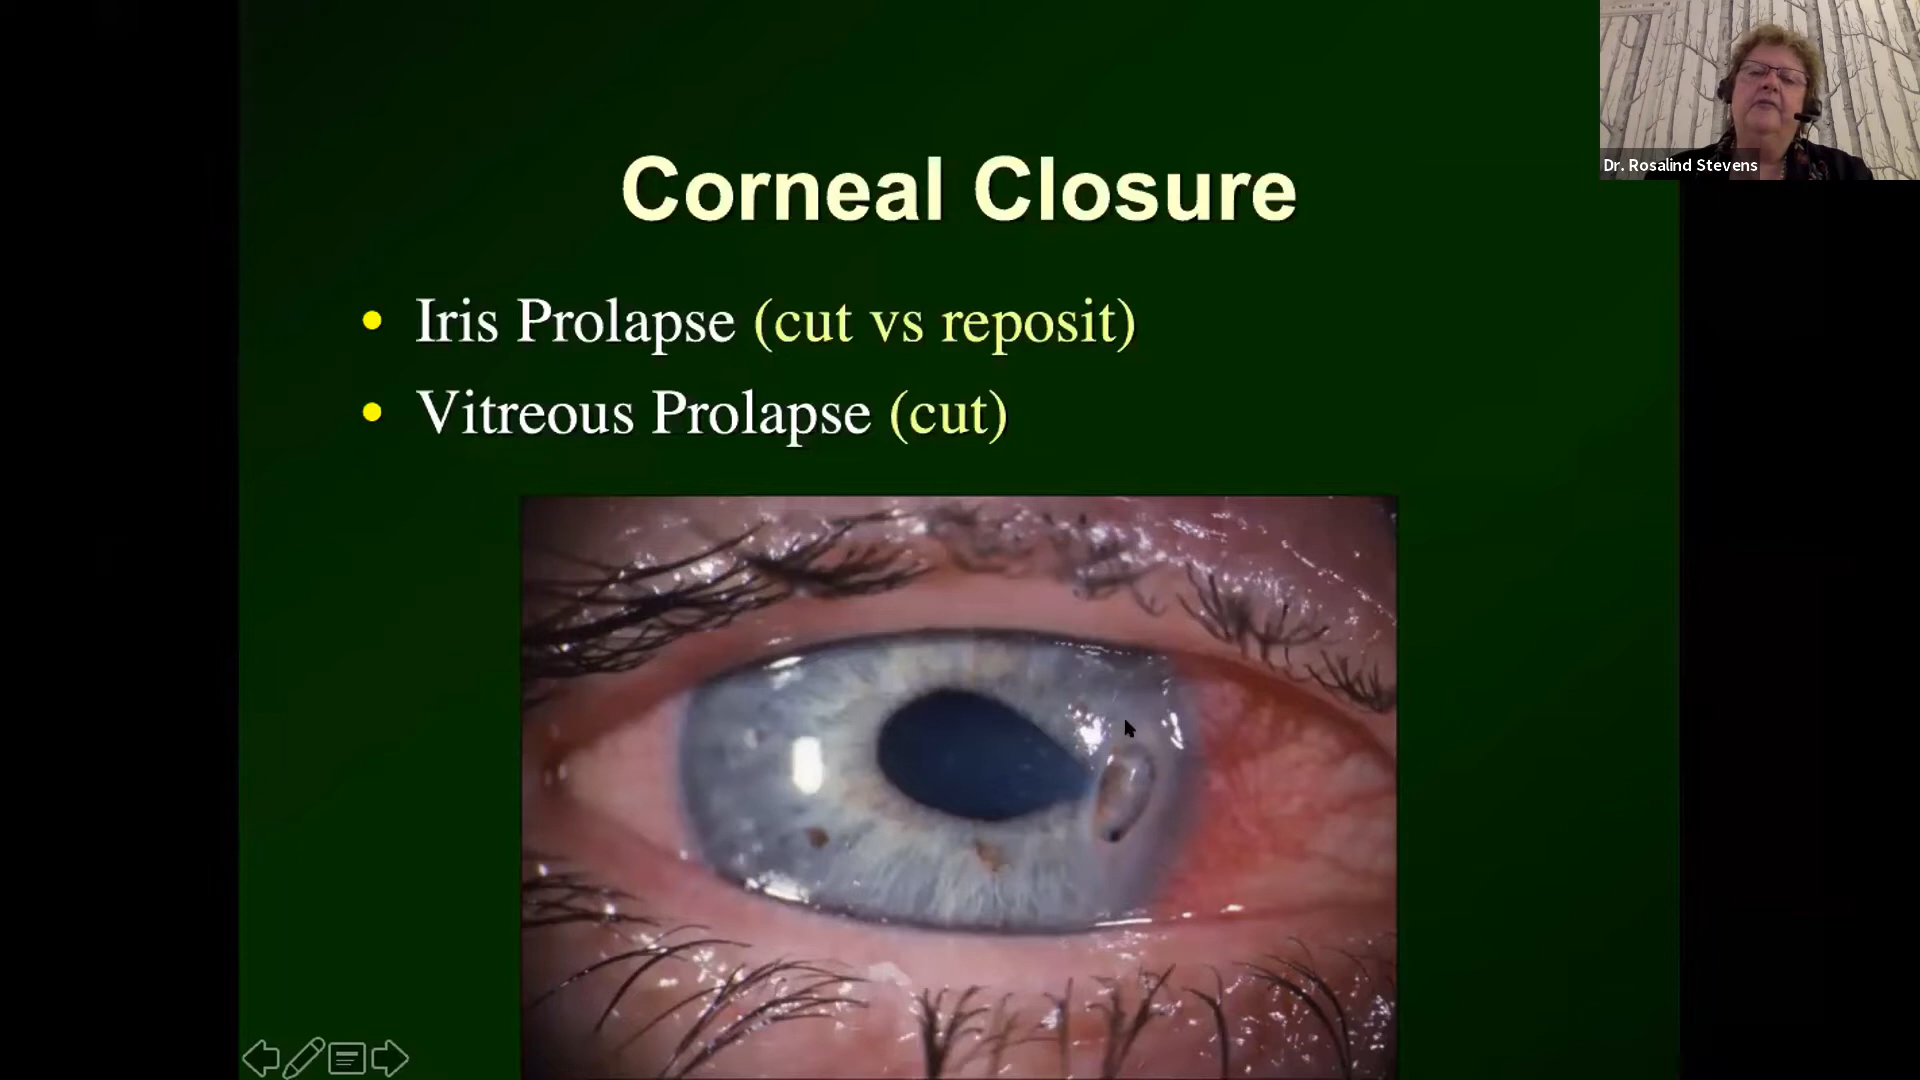 Corneal Closure
• Iris Prolapse (cut vs reposit)
• Vitreous Prolapse (cut)
Dr. Rosalind Stevens